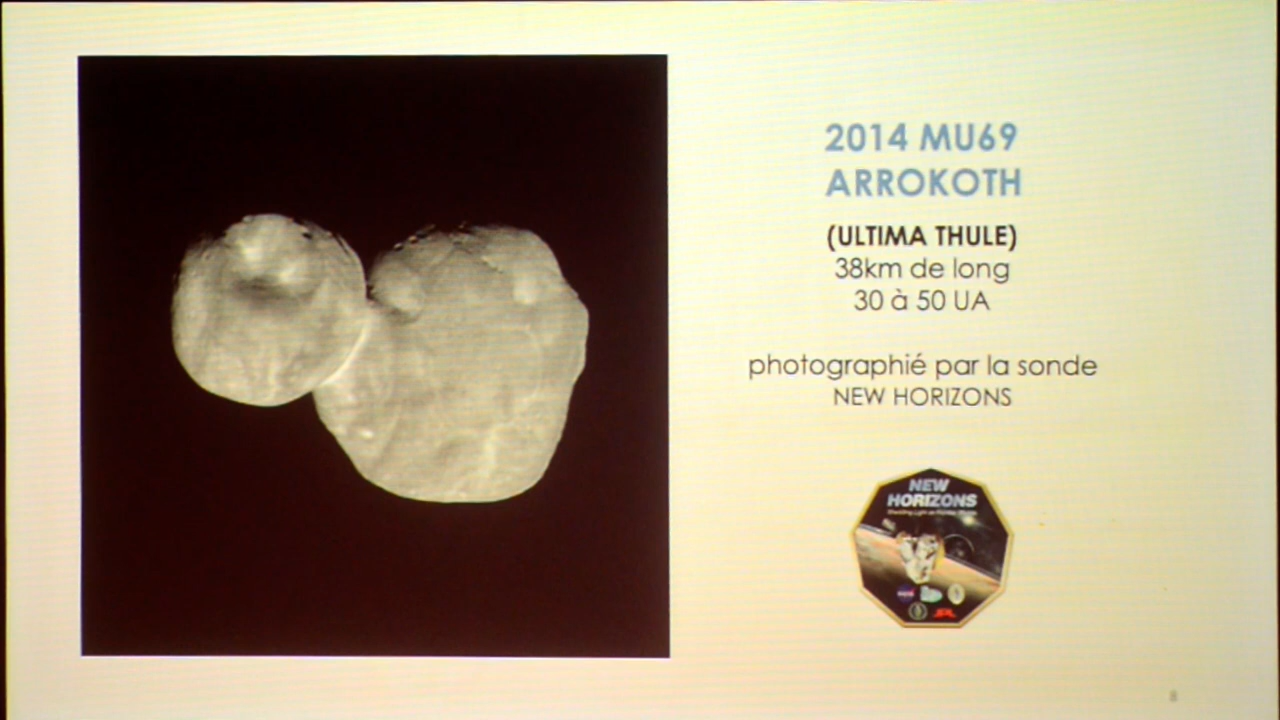 2014 MU69
ARROKOTH
(ULTIMA THULE)
38km de long
30 à 50 UA
photographié par la sonde
NEW HORIZONS
NEW
HORIZONS
8